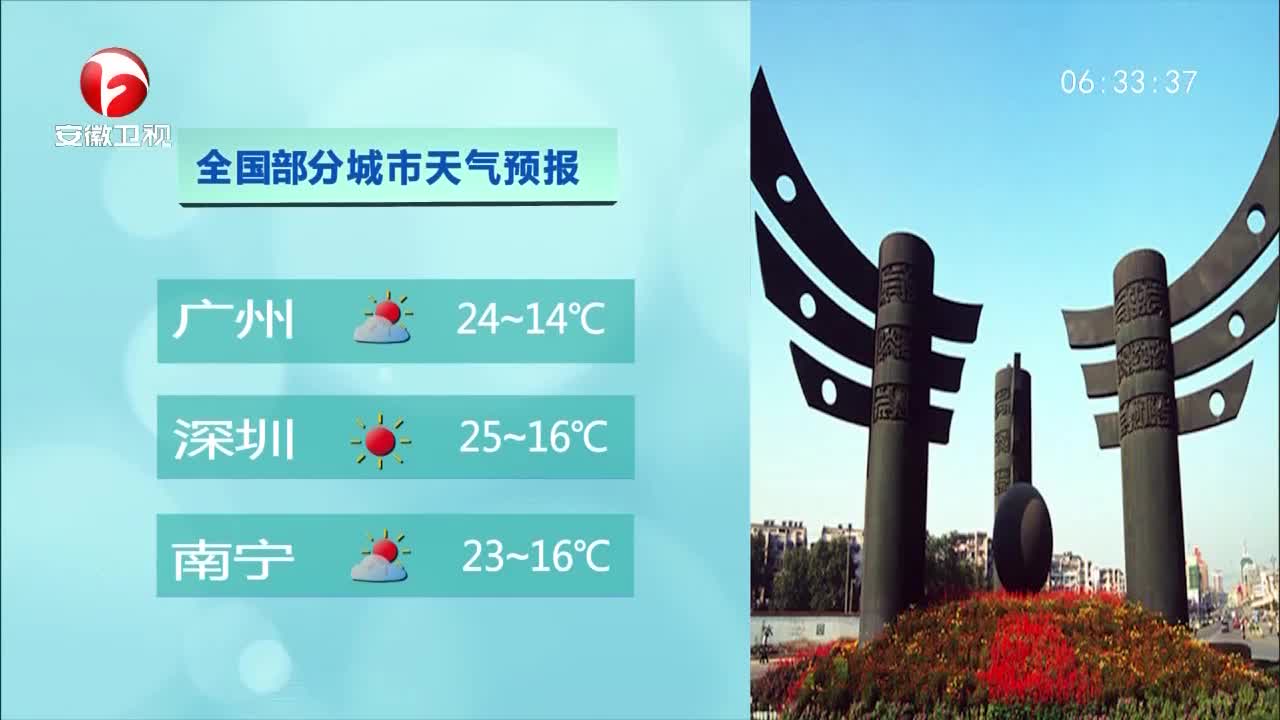 06:33:37
安徽卫视
全国部分城市天气预报
广州 24~14℃
深圳 25~16℃
南宁 23~16℃